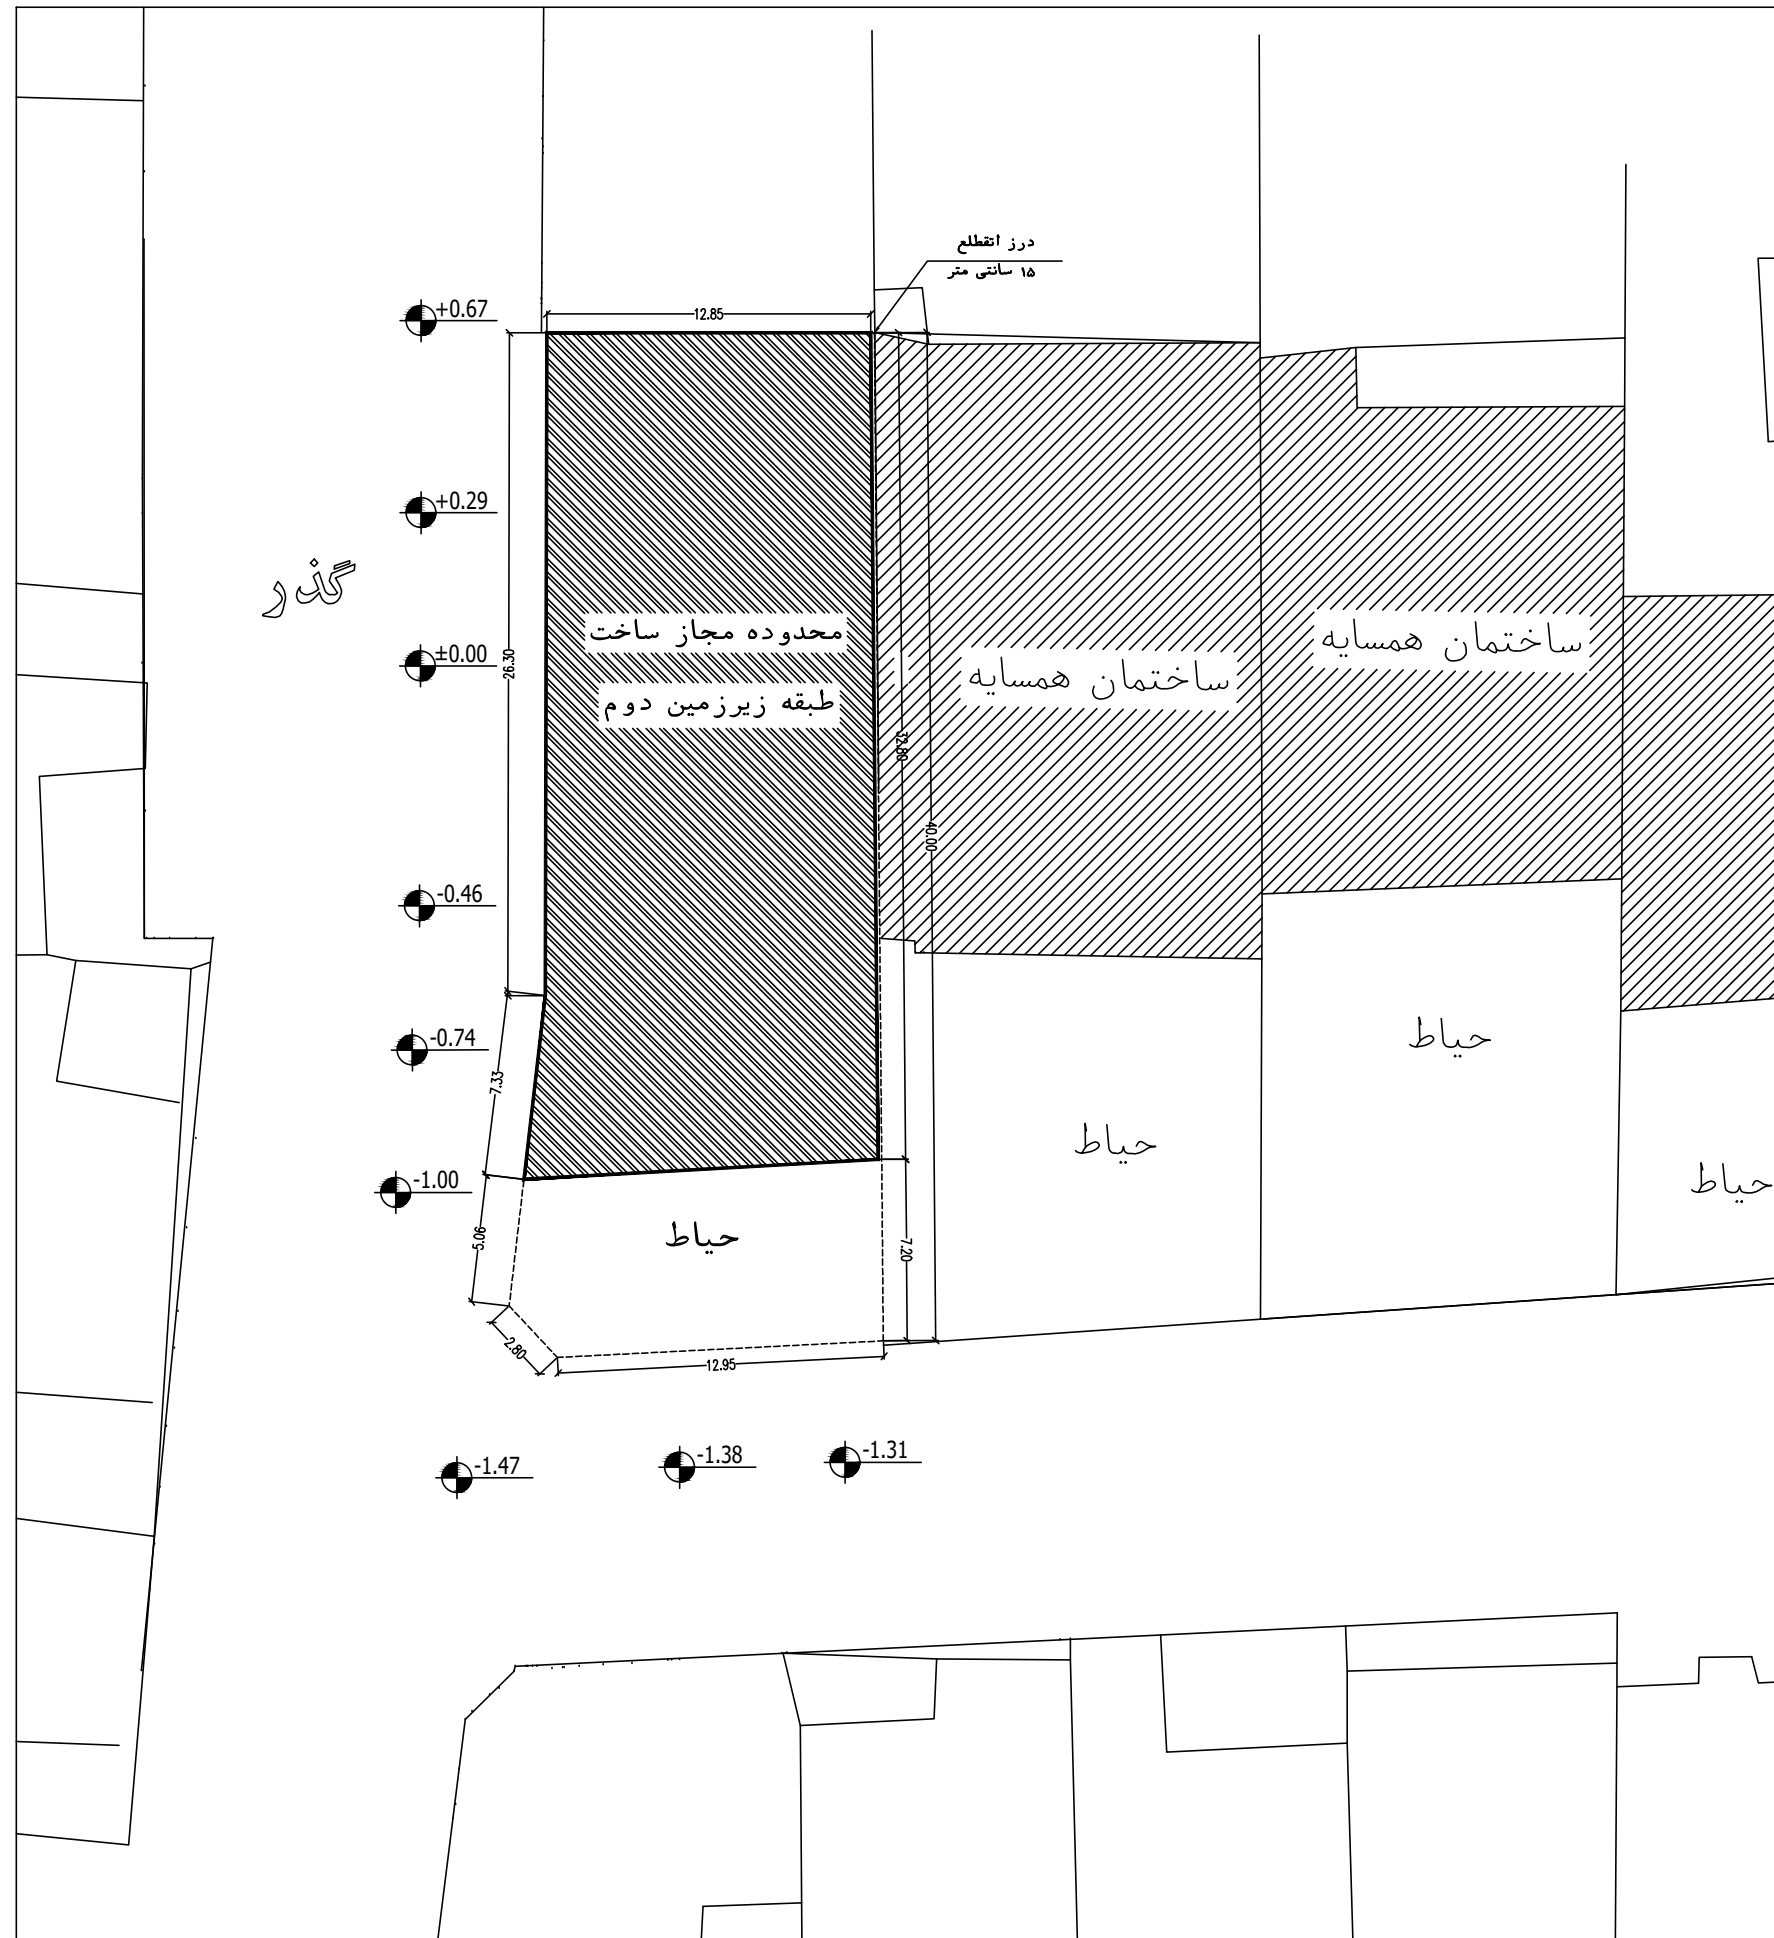 درز انقطلع
۱۵ سانتی متر
+0.67
12.85
+0.29
گذر
±0.00
26.30
محدوده مجاز ساخت
طبقه زیرزمین دوم
ساختمان همسایه
ساختمان همسایه
32.80
40.00
-0.46
-0.74
7.33
حیاط
حیاط
حیاط
-1.00
5.06
حیاط
7.20
2.80
12.95
-1.47
-1.38
-1.31